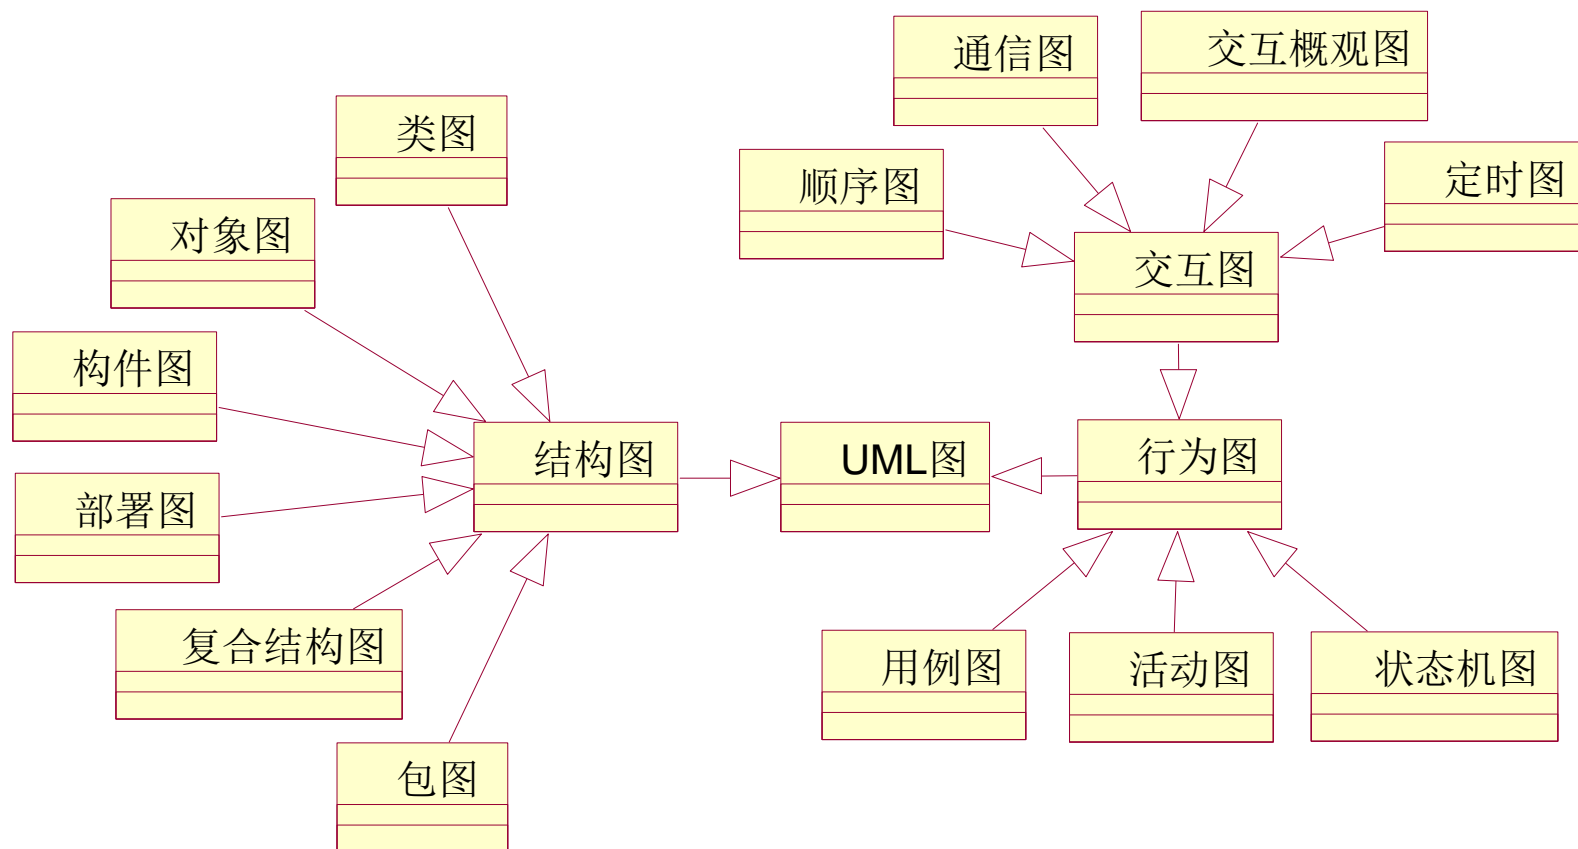 通信图
交互概观图
类图
顺序图
定时图
对象图
交互图
构件图
结构图
UML图
行为图
部署图
复合结构图
用例图
活动图
状态机图
包图